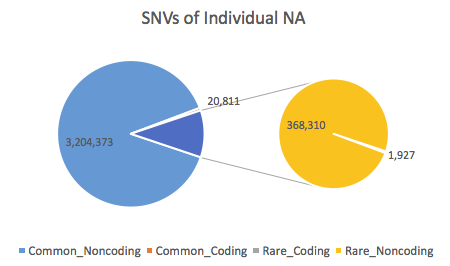 SNVs of Individual NA
20,811
3,204,373
368,310
1,927
Common_Noncoding Common_Coding Rare_Coding Rare_Noncoding